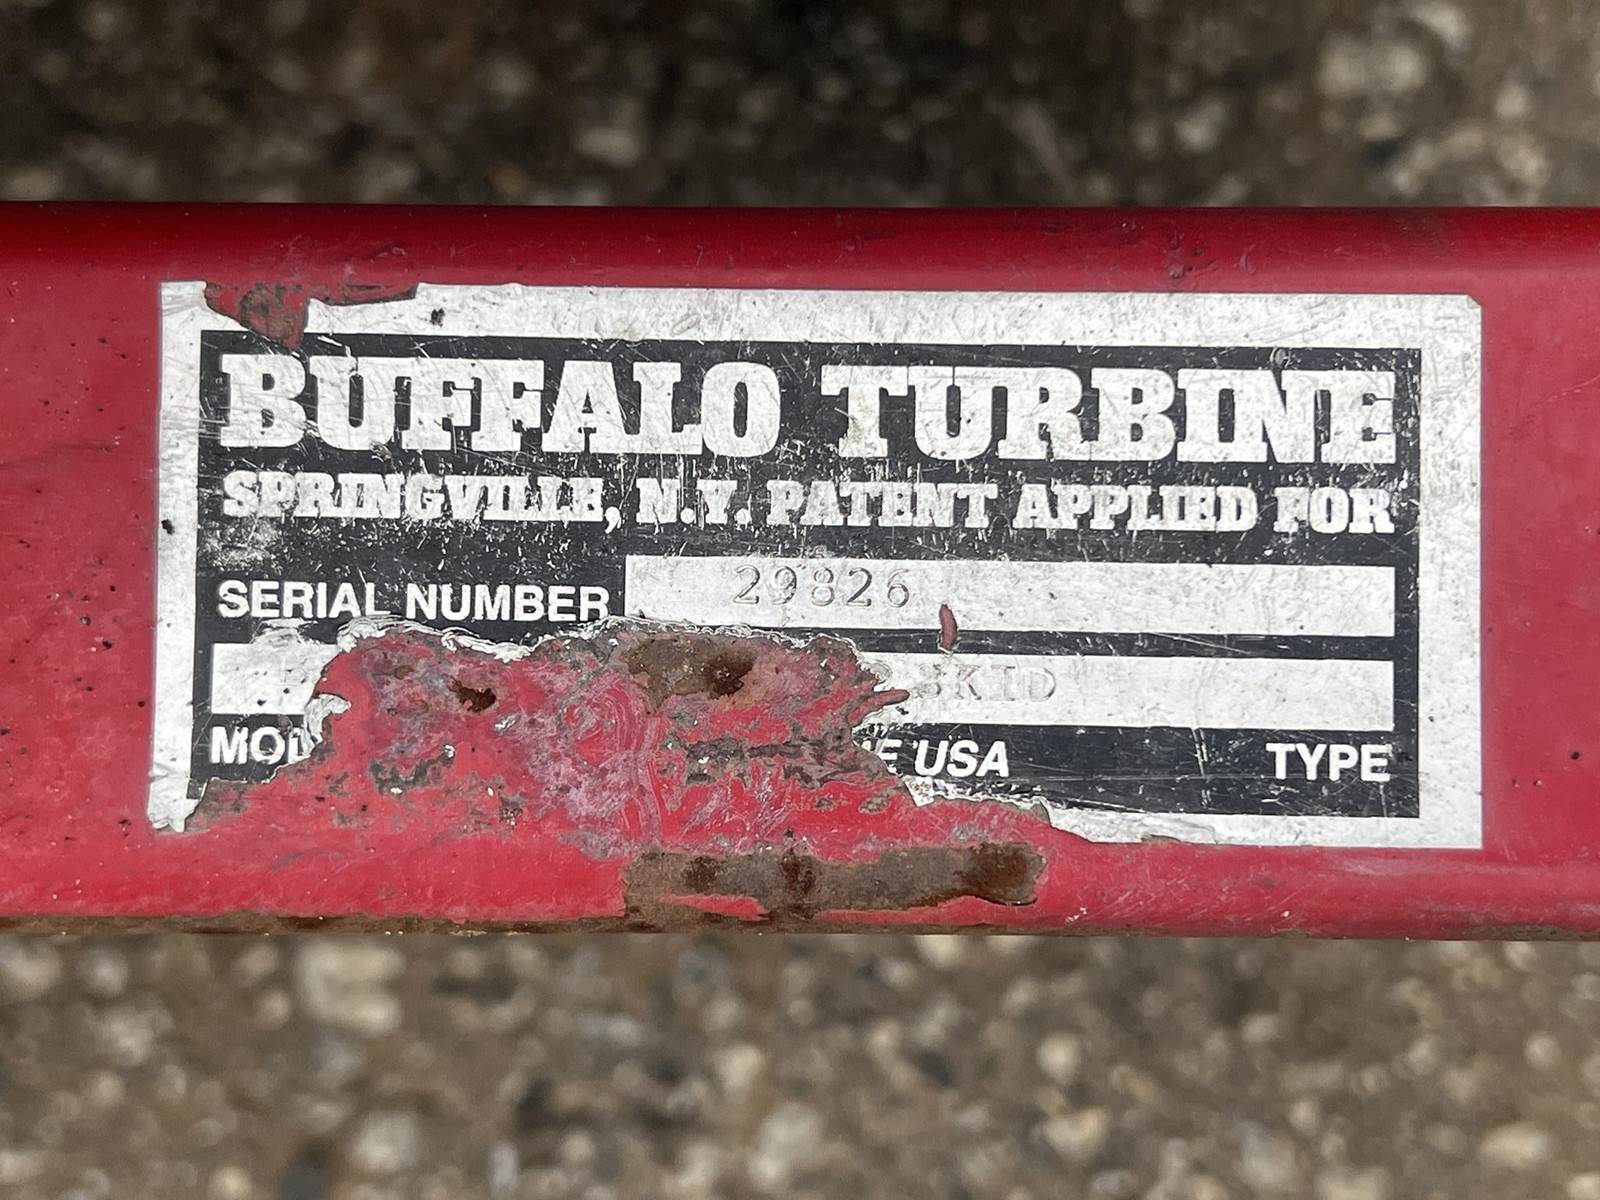 BUFFALO TURBINE
SPRINGVILLE, N.Y. PATENT APPLIED FOR
SERIAL NUMBER 29826
SKID
USA TYPE